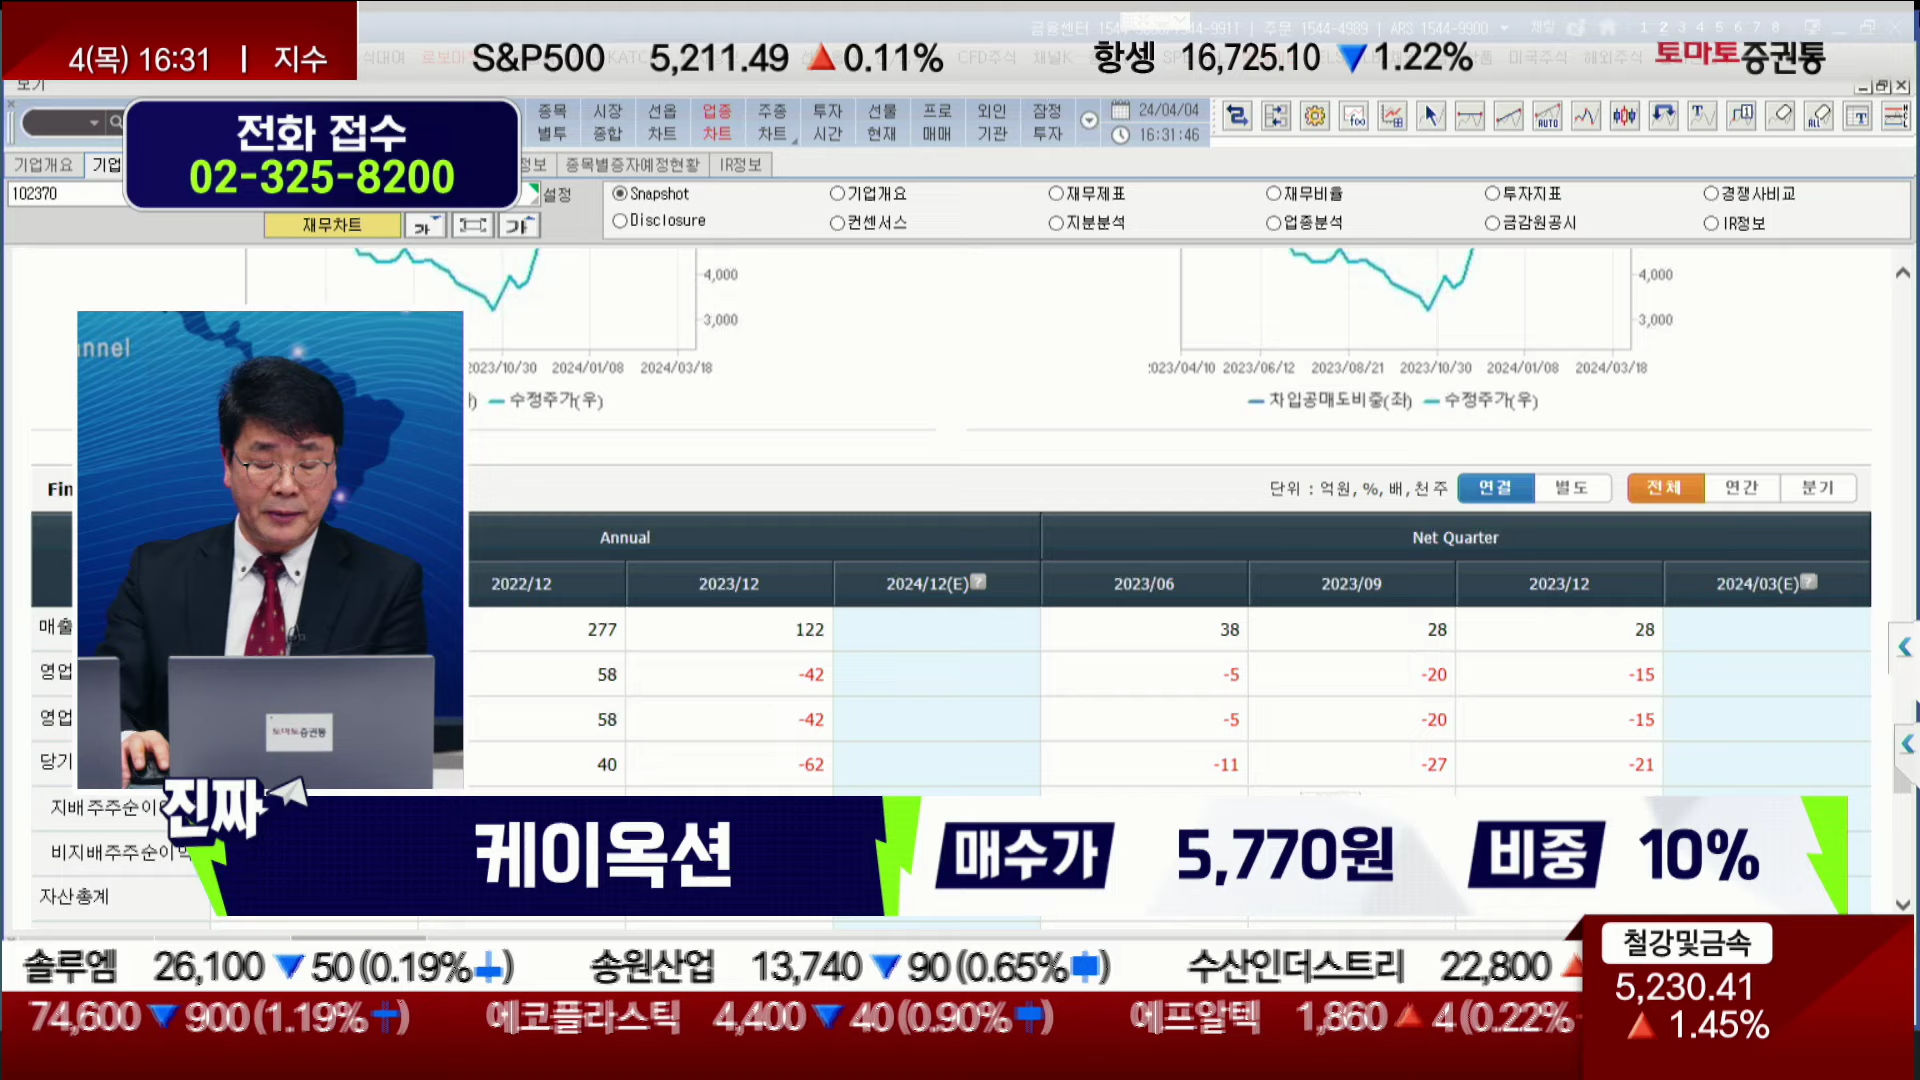 4(목) 16:31 | 지수
S&P500 5,211.49 ▲ 0.11%
항셍 16,725.10 ▼ 1.22%
토마토증권통
보기
전화 접수
02-325-8200
종목별투
시장종합
선옵차트
업종차트
주종차트
투자시간
선물현재
프로매매
외인기관
잠정투자
24/04/04
16:31:46
기업개요
종목별증자예정현황
IR정보
102370
설정
재무차트
Snapshot
기업개요
재무제표
재무비율
투자지표
경쟁사비교
Disclosure
컨센서스
지분분석
업종분석
금감원공시
IR정보
4,000
3,000
4,000
3,000
2023/10/30 2024/01/08 2024/03/18
2023/06/12 2023/08/21 2023/10/30 2024/01/08 2024/03/18
수정주가(우)
차입공매도비중(좌) 수정주가(우)
단위 : 억원, %, 배, 천주
연결 별도
전체 연간 분기
Annual Net Quarter
2022/12 2023/12 2024/12(E) 2023/06 2023/09 2023/12 2024/03(E)
277 122 38 28 28
58 -42 -5 -20 -15
58 -42 -5 -20 -15
40 -62 -11 -27 -21
자산총계
토마토증권통
진짜
케이옥션
매수가 5,770원
비중 10%
솔루엠 26,100 ▼ 50 (0.19%) 송원산업 13,740 ▼ 90 (0.65%) 수산인더스트리 22,800
74,600 ▼ 900 (1.19%) 에코플라스틱 4,400 ▼ 40 (0.90%) 에프알텍 1,860 ▲ 4 (0.22%
철강및금속
5,230.41
▲ 1.45%